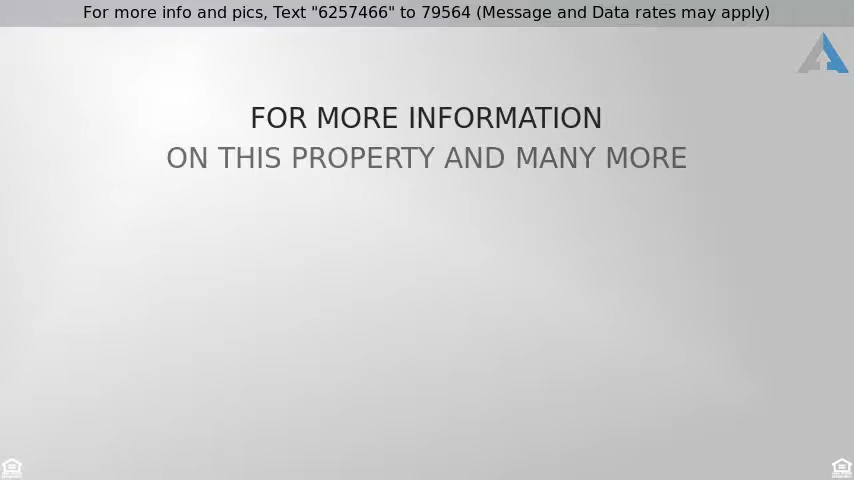 For more info and pics, Text "6257466" to 79564 (Message and Data rates may apply)
FOR MORE INFORMATION
ON THIS PROPERTY AND MANY MORE